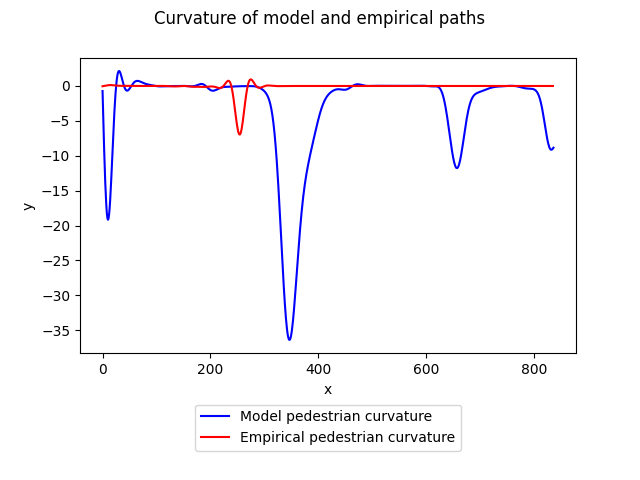 Curvature of model and empirical paths
0
−5
−10
−15
−20
−25
−30
−35
y
0 200 400 600 800
x
Model pedestrian curvature
Empirical pedestrian curvature